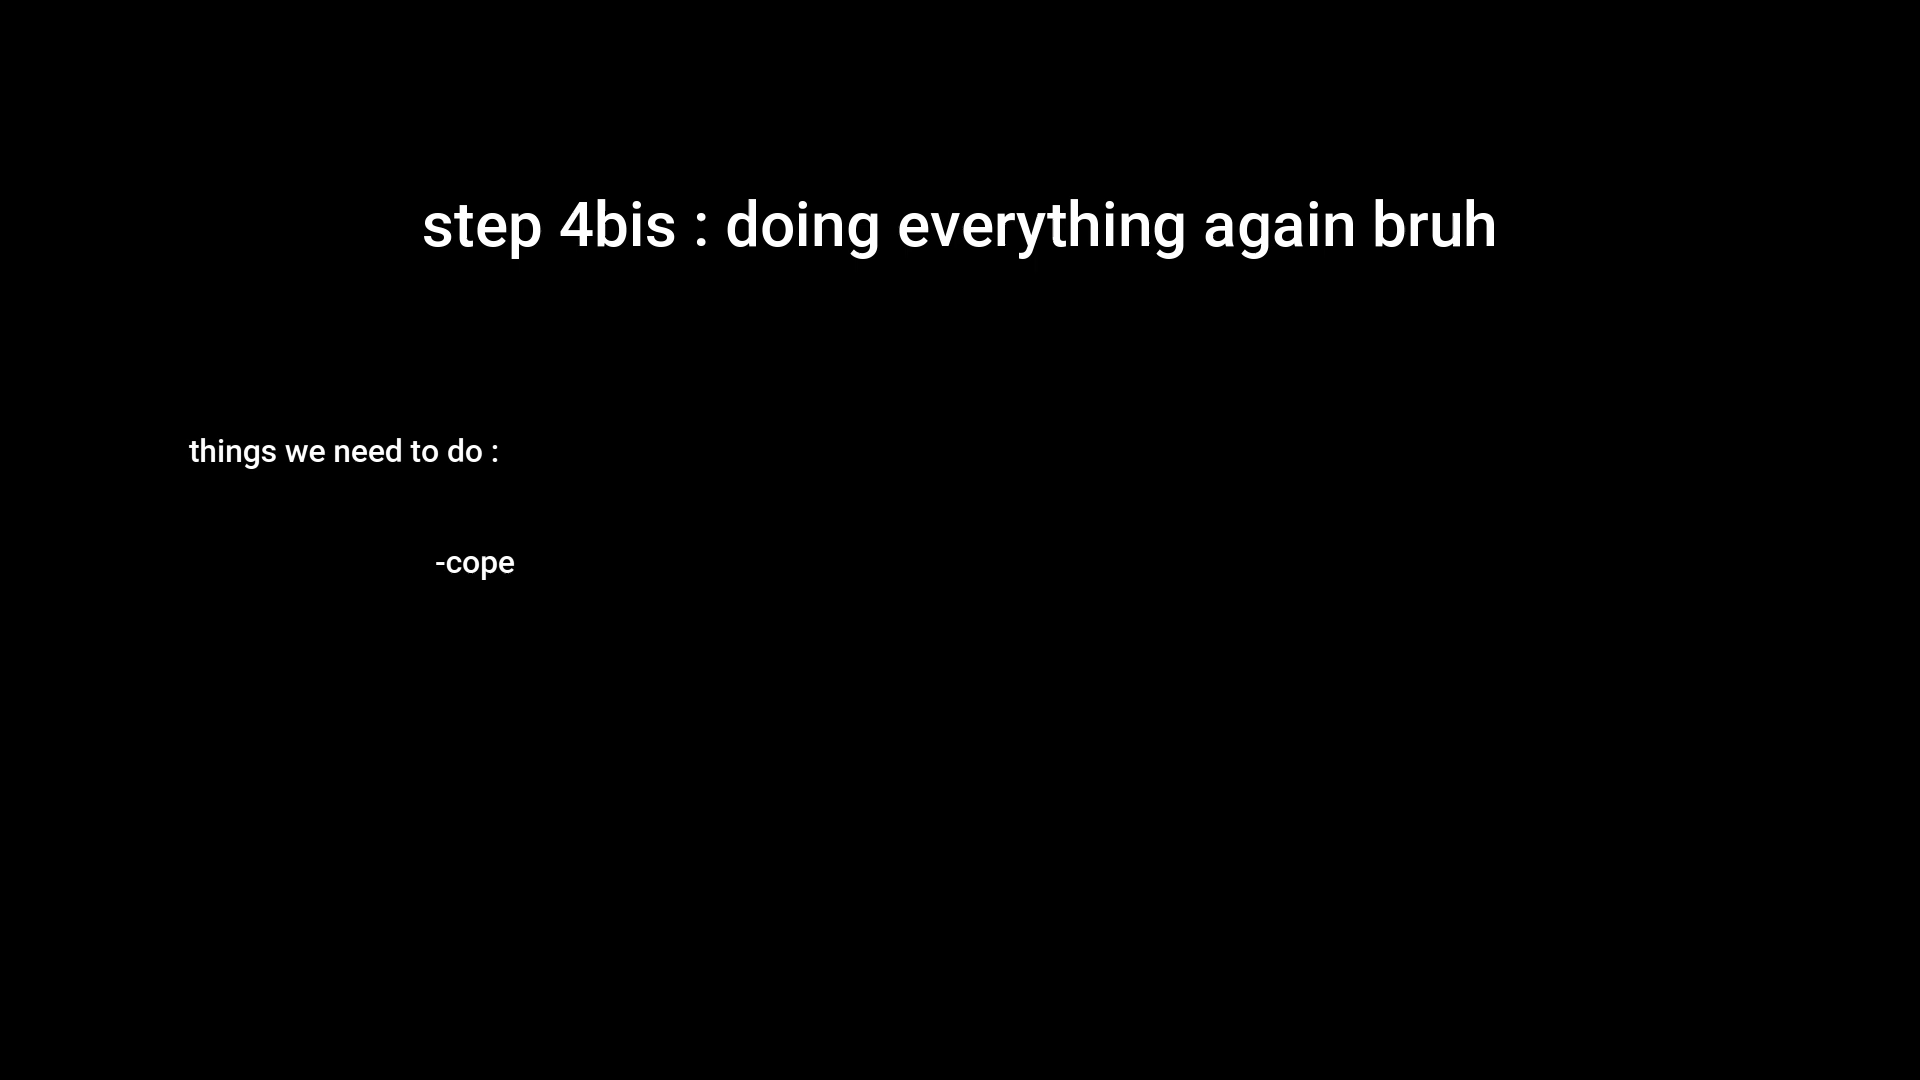 step 4bis : doing everything again bruh
things we need to do :
-cope